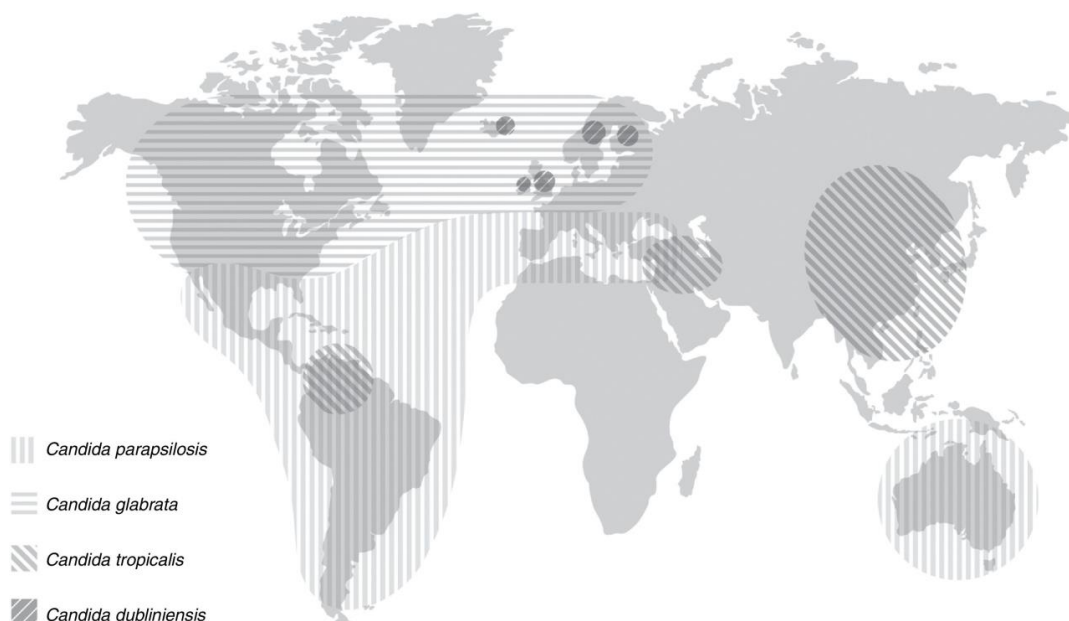 Candida parapsilosis
Candida glabrata
Candida tropicalis
Candida dubliniensis